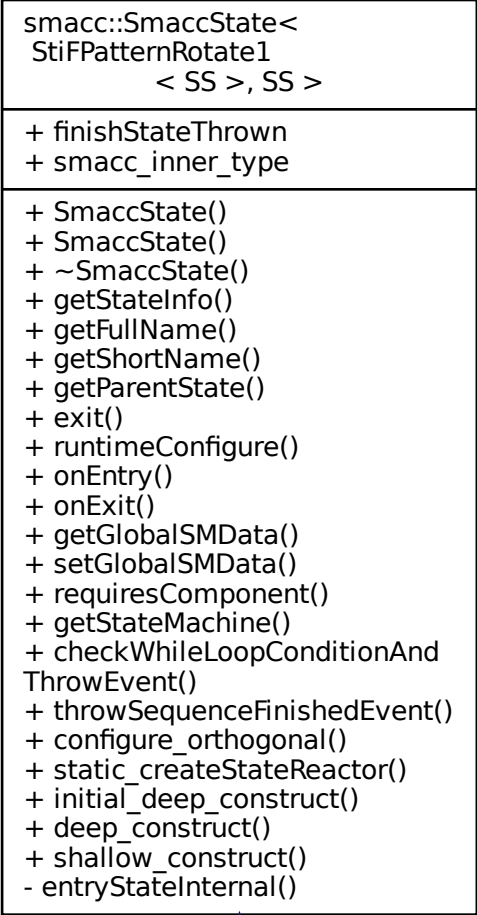 smacc::SmaccState<
StiFPatternRotate1
< SS >, SS >
+ finishStateThrown
+ smacc_inner_type
+ SmaccState()
+ SmaccState()
+ ~SmaccState()
+ getStateInfo()
+ getFullName()
+ getShortName()
+ getParentState()
+ exit()
+ runtimeConfigure()
+ onEntry()
+ onExit()
+ getGlobalSMData()
+ setGlobalSMData()
+ requiresComponent()
+ getStateMachine()
+ checkWhileLoopConditionAnd
ThrowEvent()
+ throwSequenceFinishedEvent()
+ configure_orthogonal()
+ static_createStateReactor()
+ initial_deep_construct()
+ deep_construct()
+ shallow_construct()
- entryStateInternal()